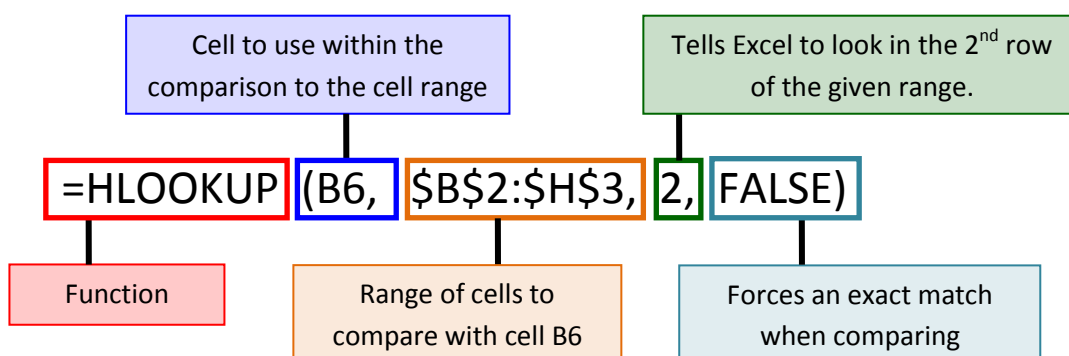 Cell to use within the
comparison to the cell range
Tells Excel to look in the 2nd row
of the given range.
=HLOOKUP (B6, $B$2:$H$3, 2, FALSE)
Function
Range of cells to
compare with cell B6
Forces an exact match
when comparing